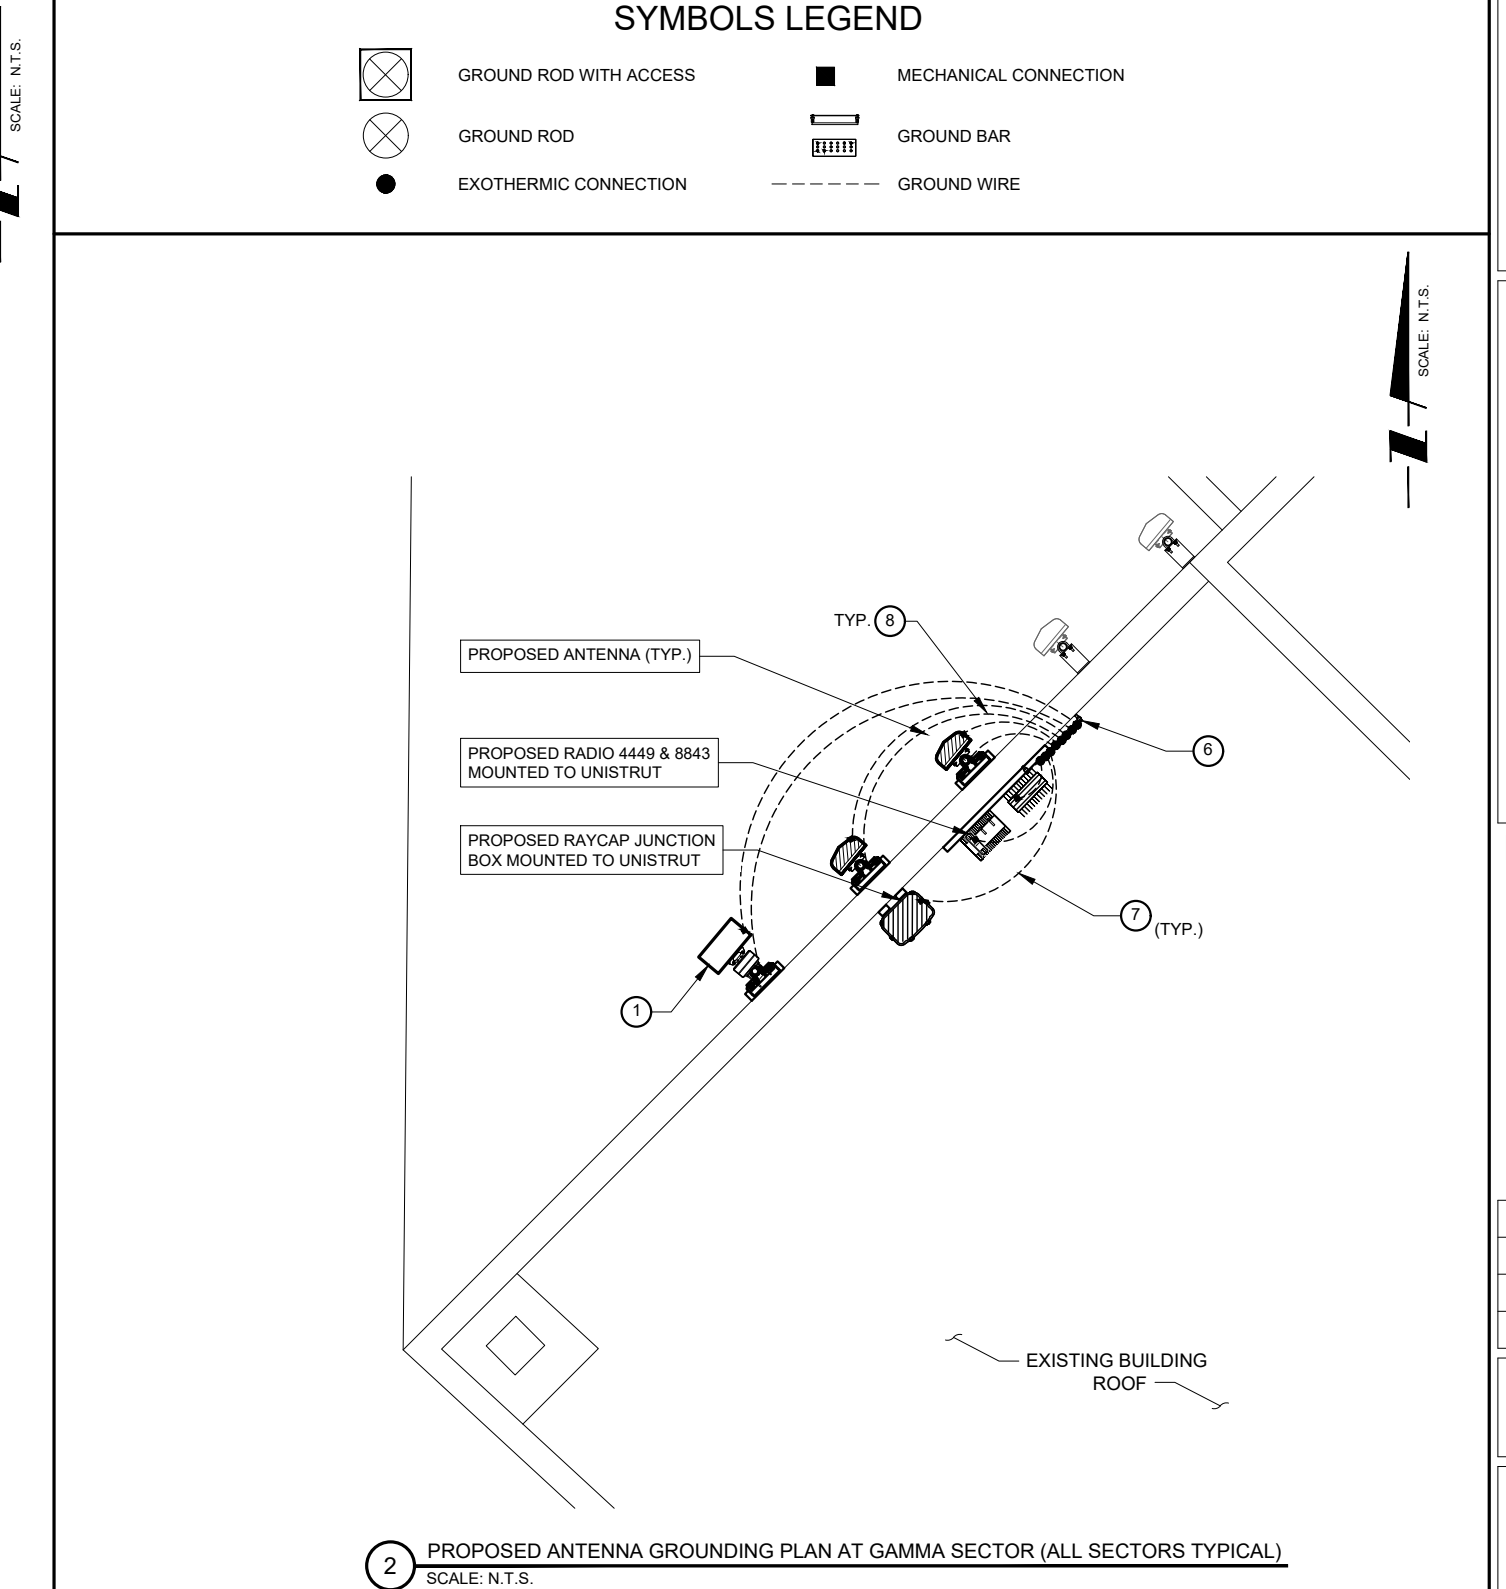 SCALE: N.T.S.
SYMBOLS LEGEND
GROUND ROD WITH ACCESS
MECHANICAL CONNECTION
GROUND ROD
GROUND BAR
EXOTHERMIC CONNECTION
GROUND WIRE
SCALE: N.T.S.
TYP. 8
PROPOSED ANTENNA (TYP.)
6
PROPOSED RADIO 4449 & 8843
MOUNTED TO UNISTRUT
PROPOSED RAYCAP JUNCTION
BOX MOUNTED TO UNISTRUT
7 (TYP.)
1
EXISTING BUILDING
ROOF
2 PROPOSED ANTENNA GROUNDING PLAN AT GAMMA SECTOR (ALL SECTORS TYPICAL)
SCALE: N.T.S.